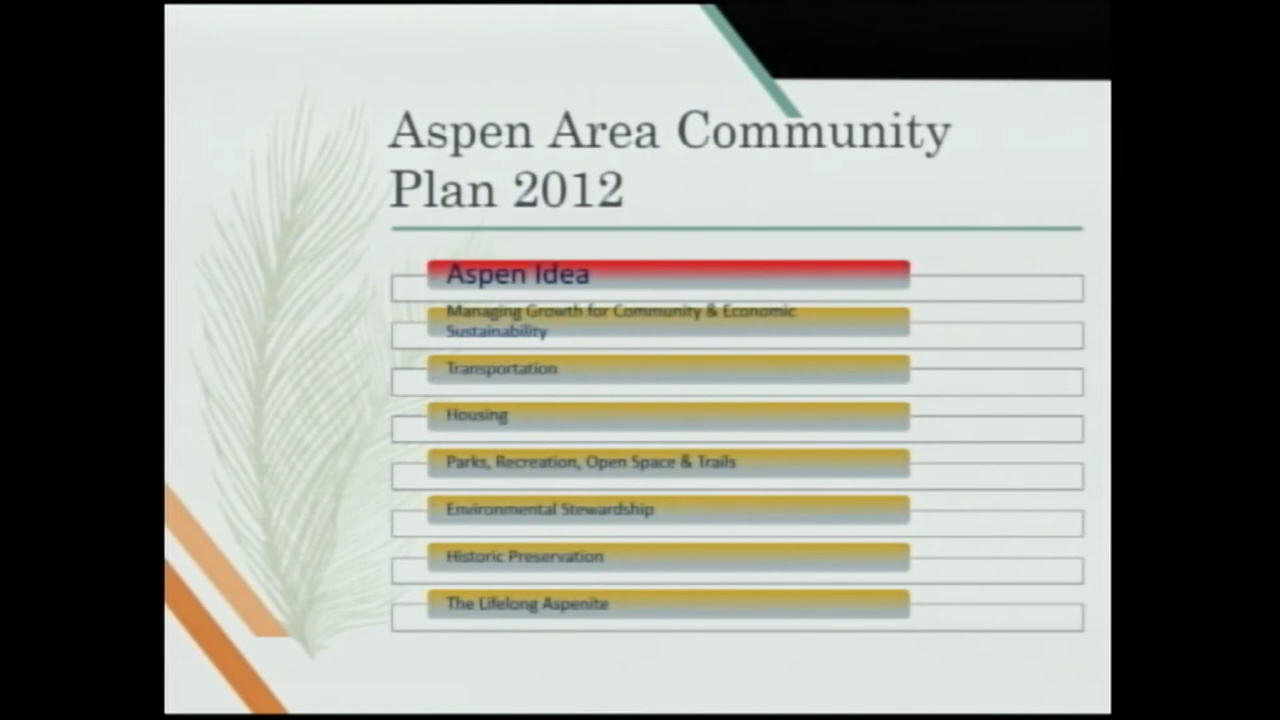 Aspen Area Community
Plan 2012
Aspen Idea
Managing Growth for Community & Economic
Sustainability
Transportation
Housing
Parks, Recreation, Open Space & Trails
Environmental Stewardship
Historic Preservation
The Lifelong Aspenite